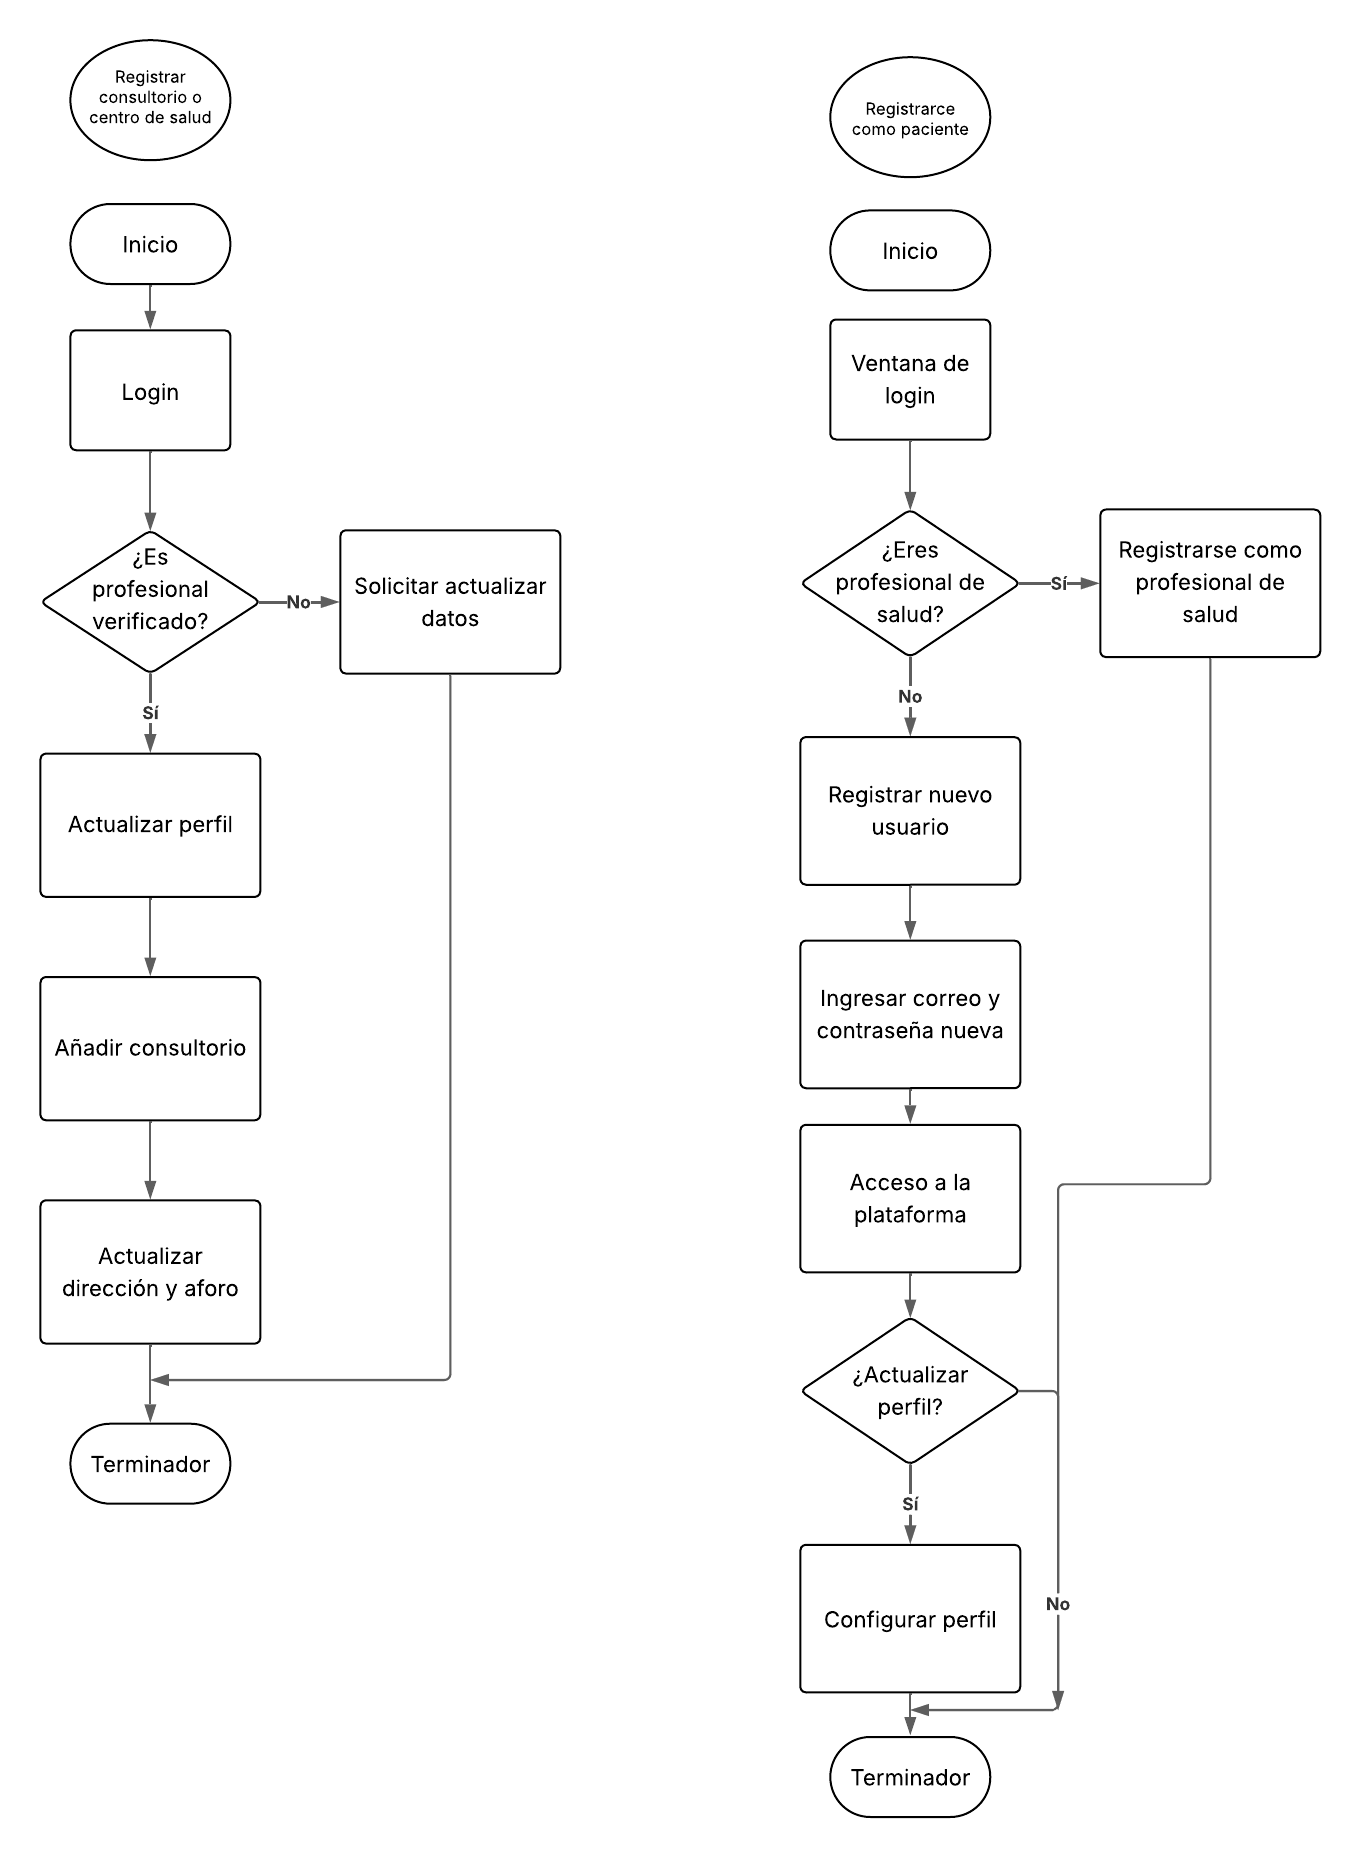 Registrar
consultorio o
centro de salud
Inicio
Login
¿Es
profesional
verificado?
No
Solicitar actualizar
datos
Sí
Actualizar perfil
Añadir consultorio
Actualizar
dirección y aforo
Terminador
Registrarce
como paciente
Inicio
Ventana de
login
¿Eres
profesional de
salud?
Sí
Registrarse como
profesional de
salud
No
Registrar nuevo
usuario
Ingresar correo y
contraseña nueva
Acceso a la
plataforma
¿Actualizar
perfil?
Sí
No
Configurar perfil
Terminador